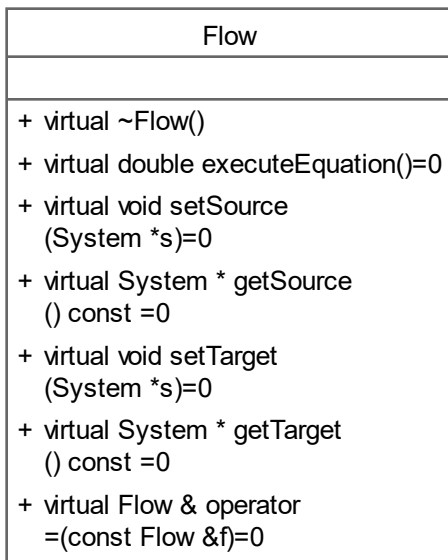 Flow
+ virtual ~Flow()
+ virtual double executeEquation()=0
+ virtual void setSource
(System *s)=0
+ virtual System * getSource
() const =0
+ virtual void setTarget
(System *s)=0
+ virtual System * getTarget
() const =0
+ virtual Flow & operator
=(const Flow &f)=0